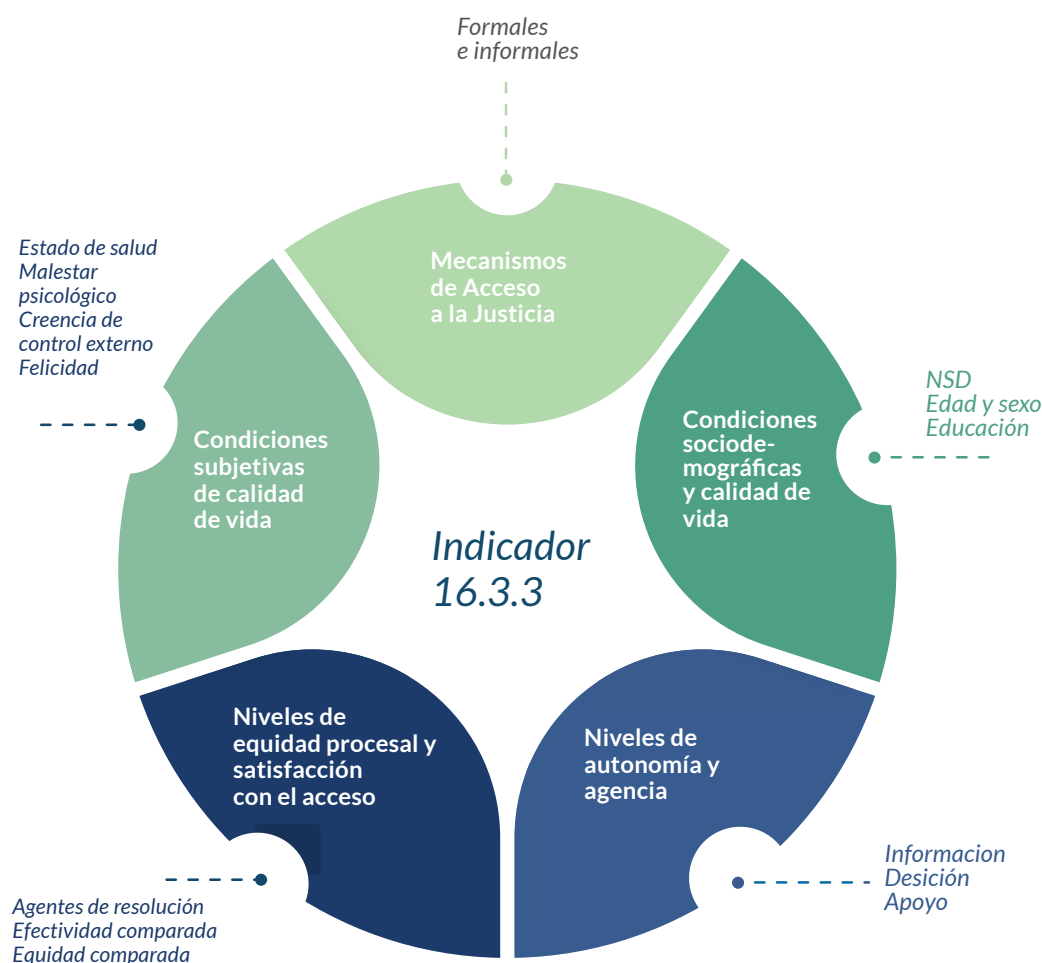 Formales
e informales
Mecanismos
de Acceso
a la Justicia
Estado de salud
Malestar
psicológico
Creencia de
control externo
Felicidad
Condiciones
subjetivas
de calidad
de vida
NSD
Edad y sexo
Educación
Condiciones
sociode-
mográficas
y calidad de
vida
Indicador
16.3.3
Niveles de
equidad procesal y
satisfacción
con el acceso
Niveles de
autonomía y
agencia
Agentes de resolución
Efectividad comparada
Equidad comparada
Informacion
Desición
Apoyo